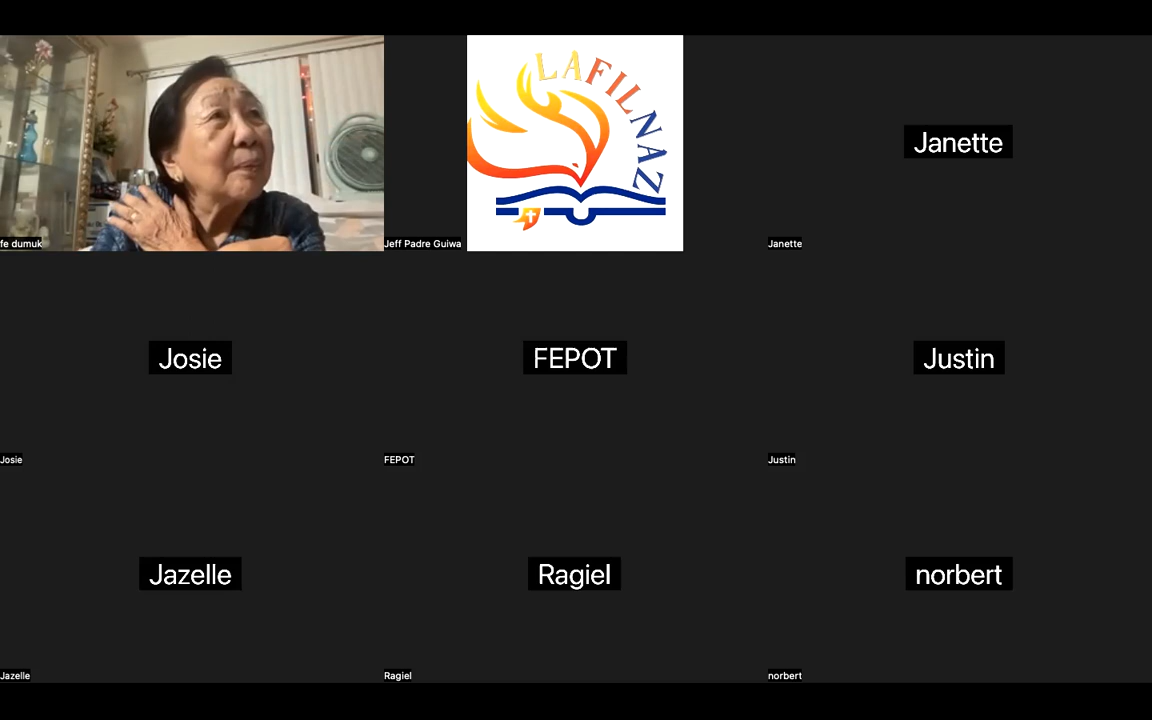 fe dumuk
LAFILNAZ
Jeff Padre Guiwa
Janette
Janette
Josie
Josie
FEPOT
FEPOT
Justin
Justin
Jazelle
Jazelle
Ragiel
Ragiel
norbert
norbert